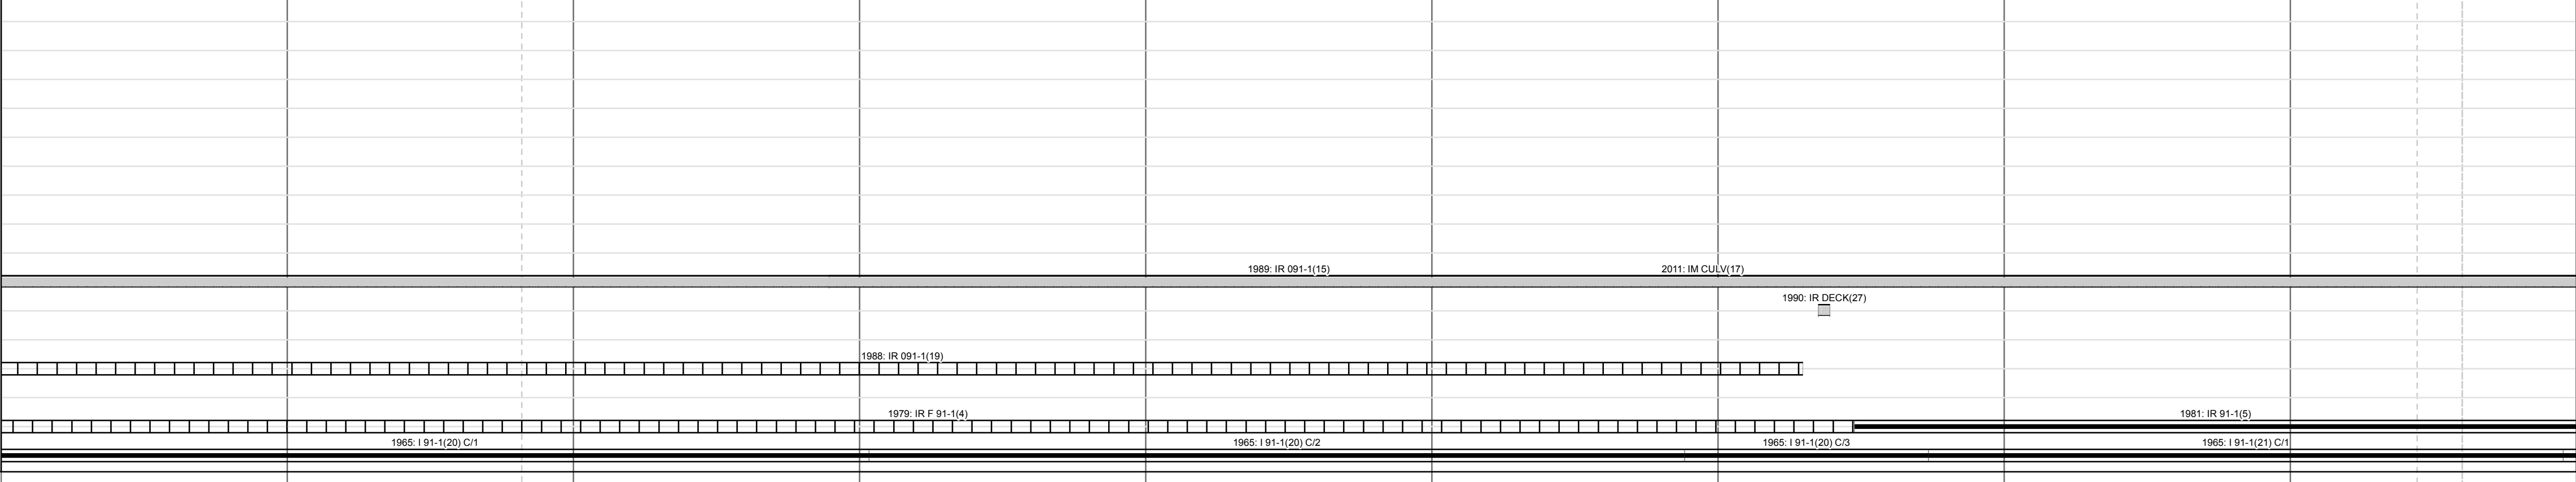 1989: IR 091-1(15)
2011: IM CULV(17)
1990: IR DECK(27)
1988: IR 091-1(19)
1979: IR F 91-1(4)
1981: IR 91-1(5)
1965: I 91-1(20) C/1
1965: I 91-1(20) C/2
1965: I 91-1(20) C/3
1965: I 91-1(21) C/1